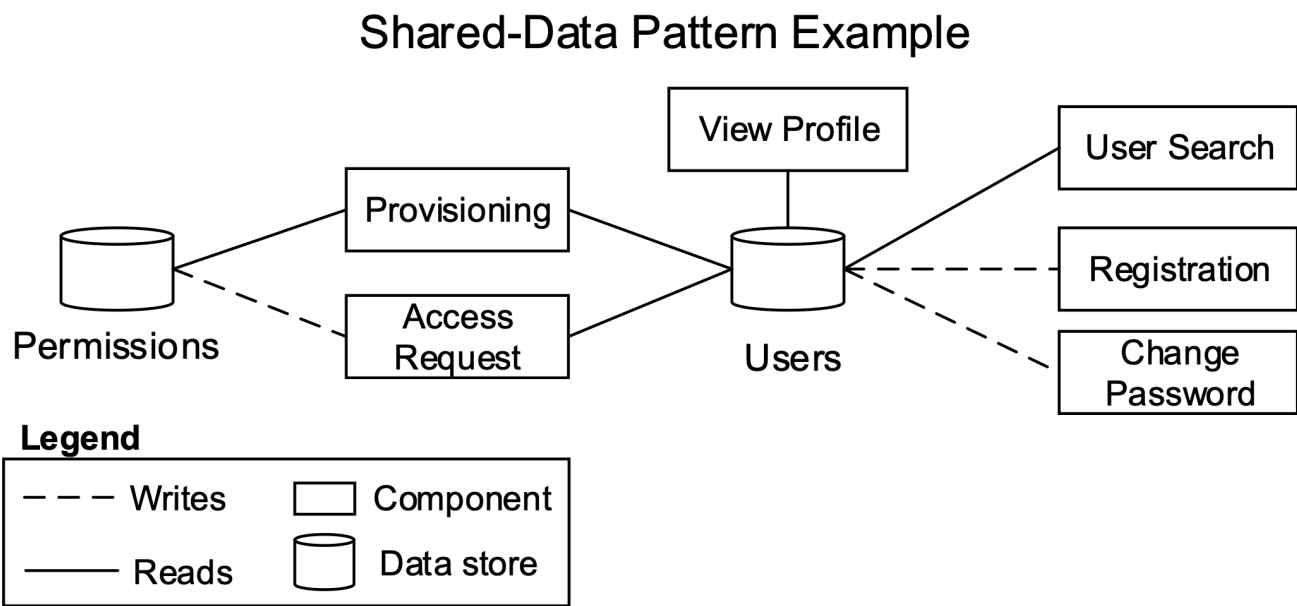 Shared-Data Pattern Example
View Profile
User Search
Provisioning
Registration
Access
Request
Permissions
Users
Change
Password
Legend
Writes
Component
Reads
Data store